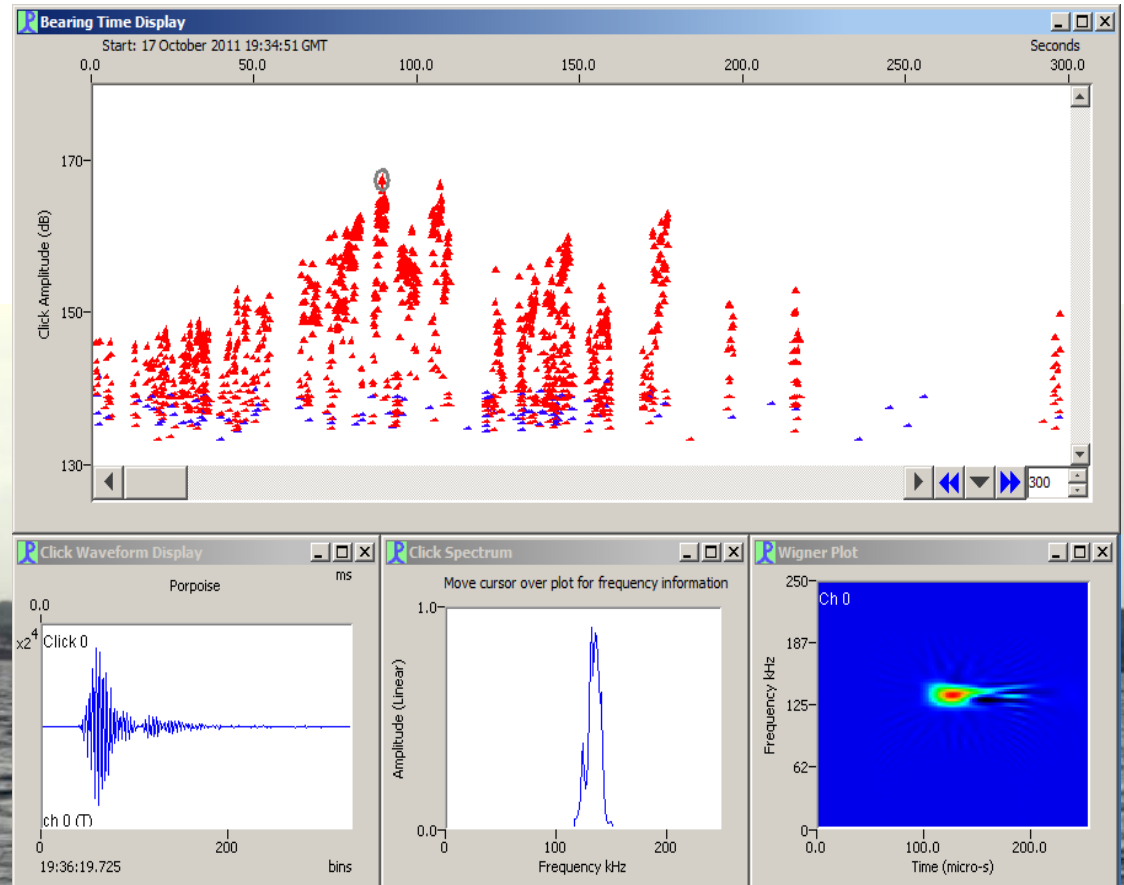 Bearing Time Display
Start: 17 October 2011 19:34:51 GMT
Seconds
0.0 50.0 100.0 150.0 200.0 250.0 300.0
170
150
130
Click Amplitude (dB)
300
Click Waveform Display
Porpoise
ms
0.0
x2^4
Click 0
ch 0 (T)
0 200
19:36:19.725
bins
Click Spectrum
Move cursor over plot for frequency information
1.0
Amplitude (Linear)
0.0
0 100 200
Frequency kHz
Wigner Plot
250
Ch 0
187
125
62
0
Frequency kHz
0.0 100.0 200.0
Time (micro-s)